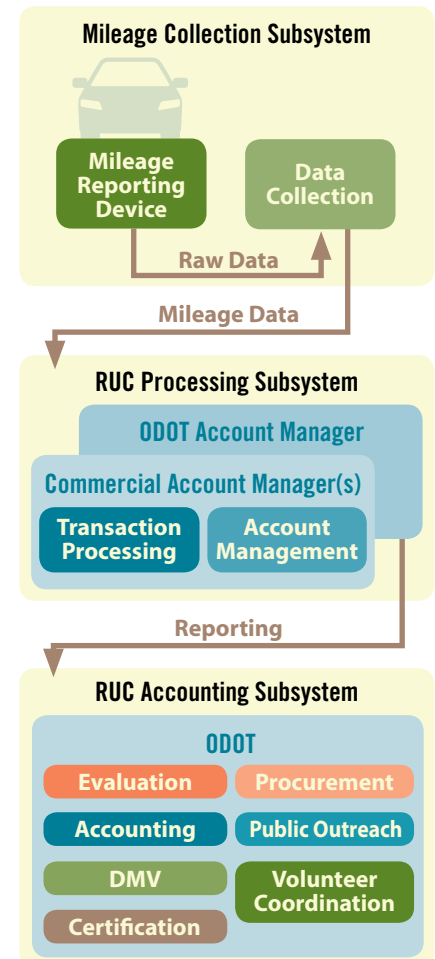 Mileage Collection Subsystem
Mileage
Reporting
Device
Data
Collection
Raw Data
Mileage Data
RUC Processing Subsystem
ODOT Account Manager
Commercial Account Manager(s)
Transaction
Processing
Account
Management
Reporting
RUC Accounting Subsystem
ODOT
Evaluation
Procurement
Accounting
Public Outreach
DMV
Volunteer
Coordination
Certification